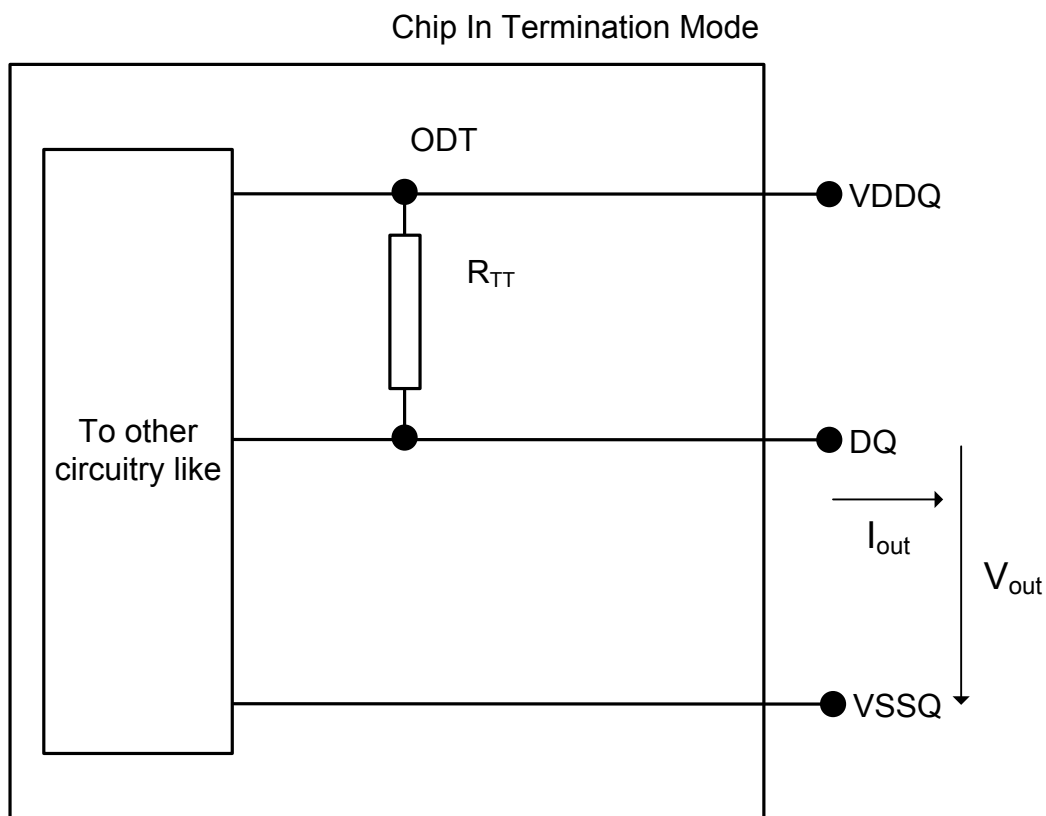 Chip In Termination Mode
ODT
VDDQ
RTT
To other
circuitry like
DQ
Iout
Vout
VSSQ